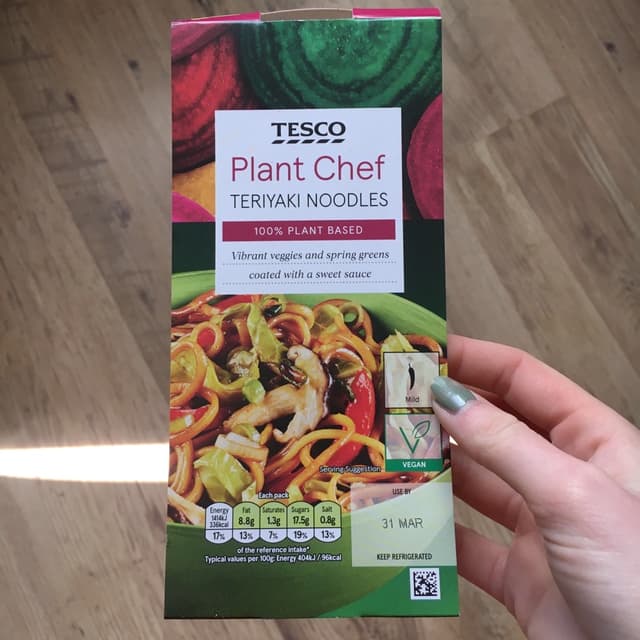 TESCO
Plant Chef
TERIYAKI NOODLES
100% PLANT BASED
Vibrant veggies and spring greens
coated with a sweet sauce
Mild
VEGAN
Serving Suggestion
USE BY
31 MAR
KEEP REFRIGERATED
Each pack
Energy Fat Saturates Sugars Salt
1414kJ 8.8g 1.3g 17.5g 0.8g
336kcal
17% 13% 7% 19% 13%
of the reference intake*
Typical values per 100g: Energy 404kJ / 96kcal